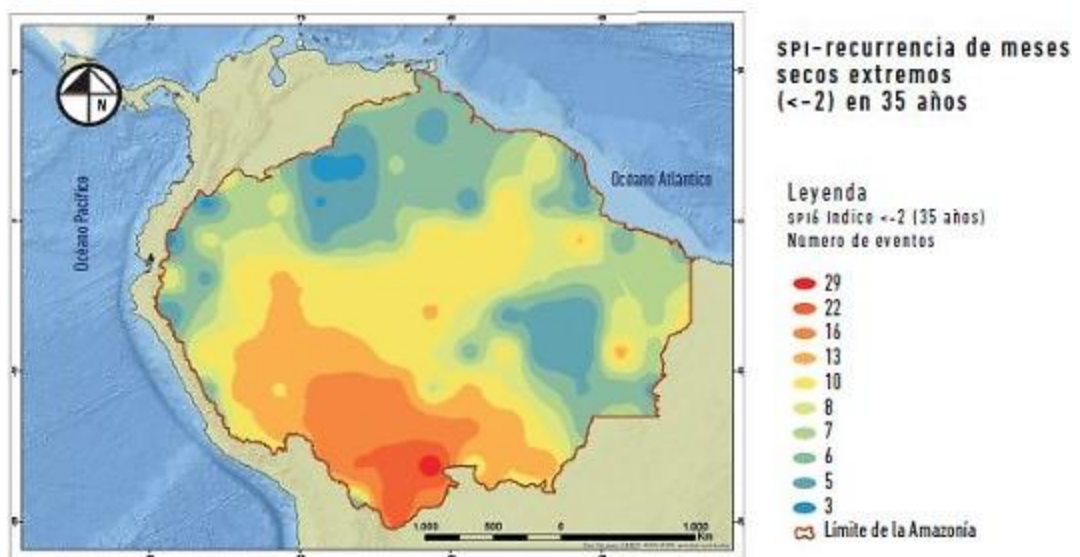 SPI-recurrencia de meses
secos extremos
(<-2) en 35 años
N
Océano Pacífico
Océano Atlántico
Leyenda
SPI6 Indice <-2 (35 años)
Número de eventos
29
22
16
13
10
8
7
6
5
3
Límite de la Amazonía
1.000 500 0 1.000
Km